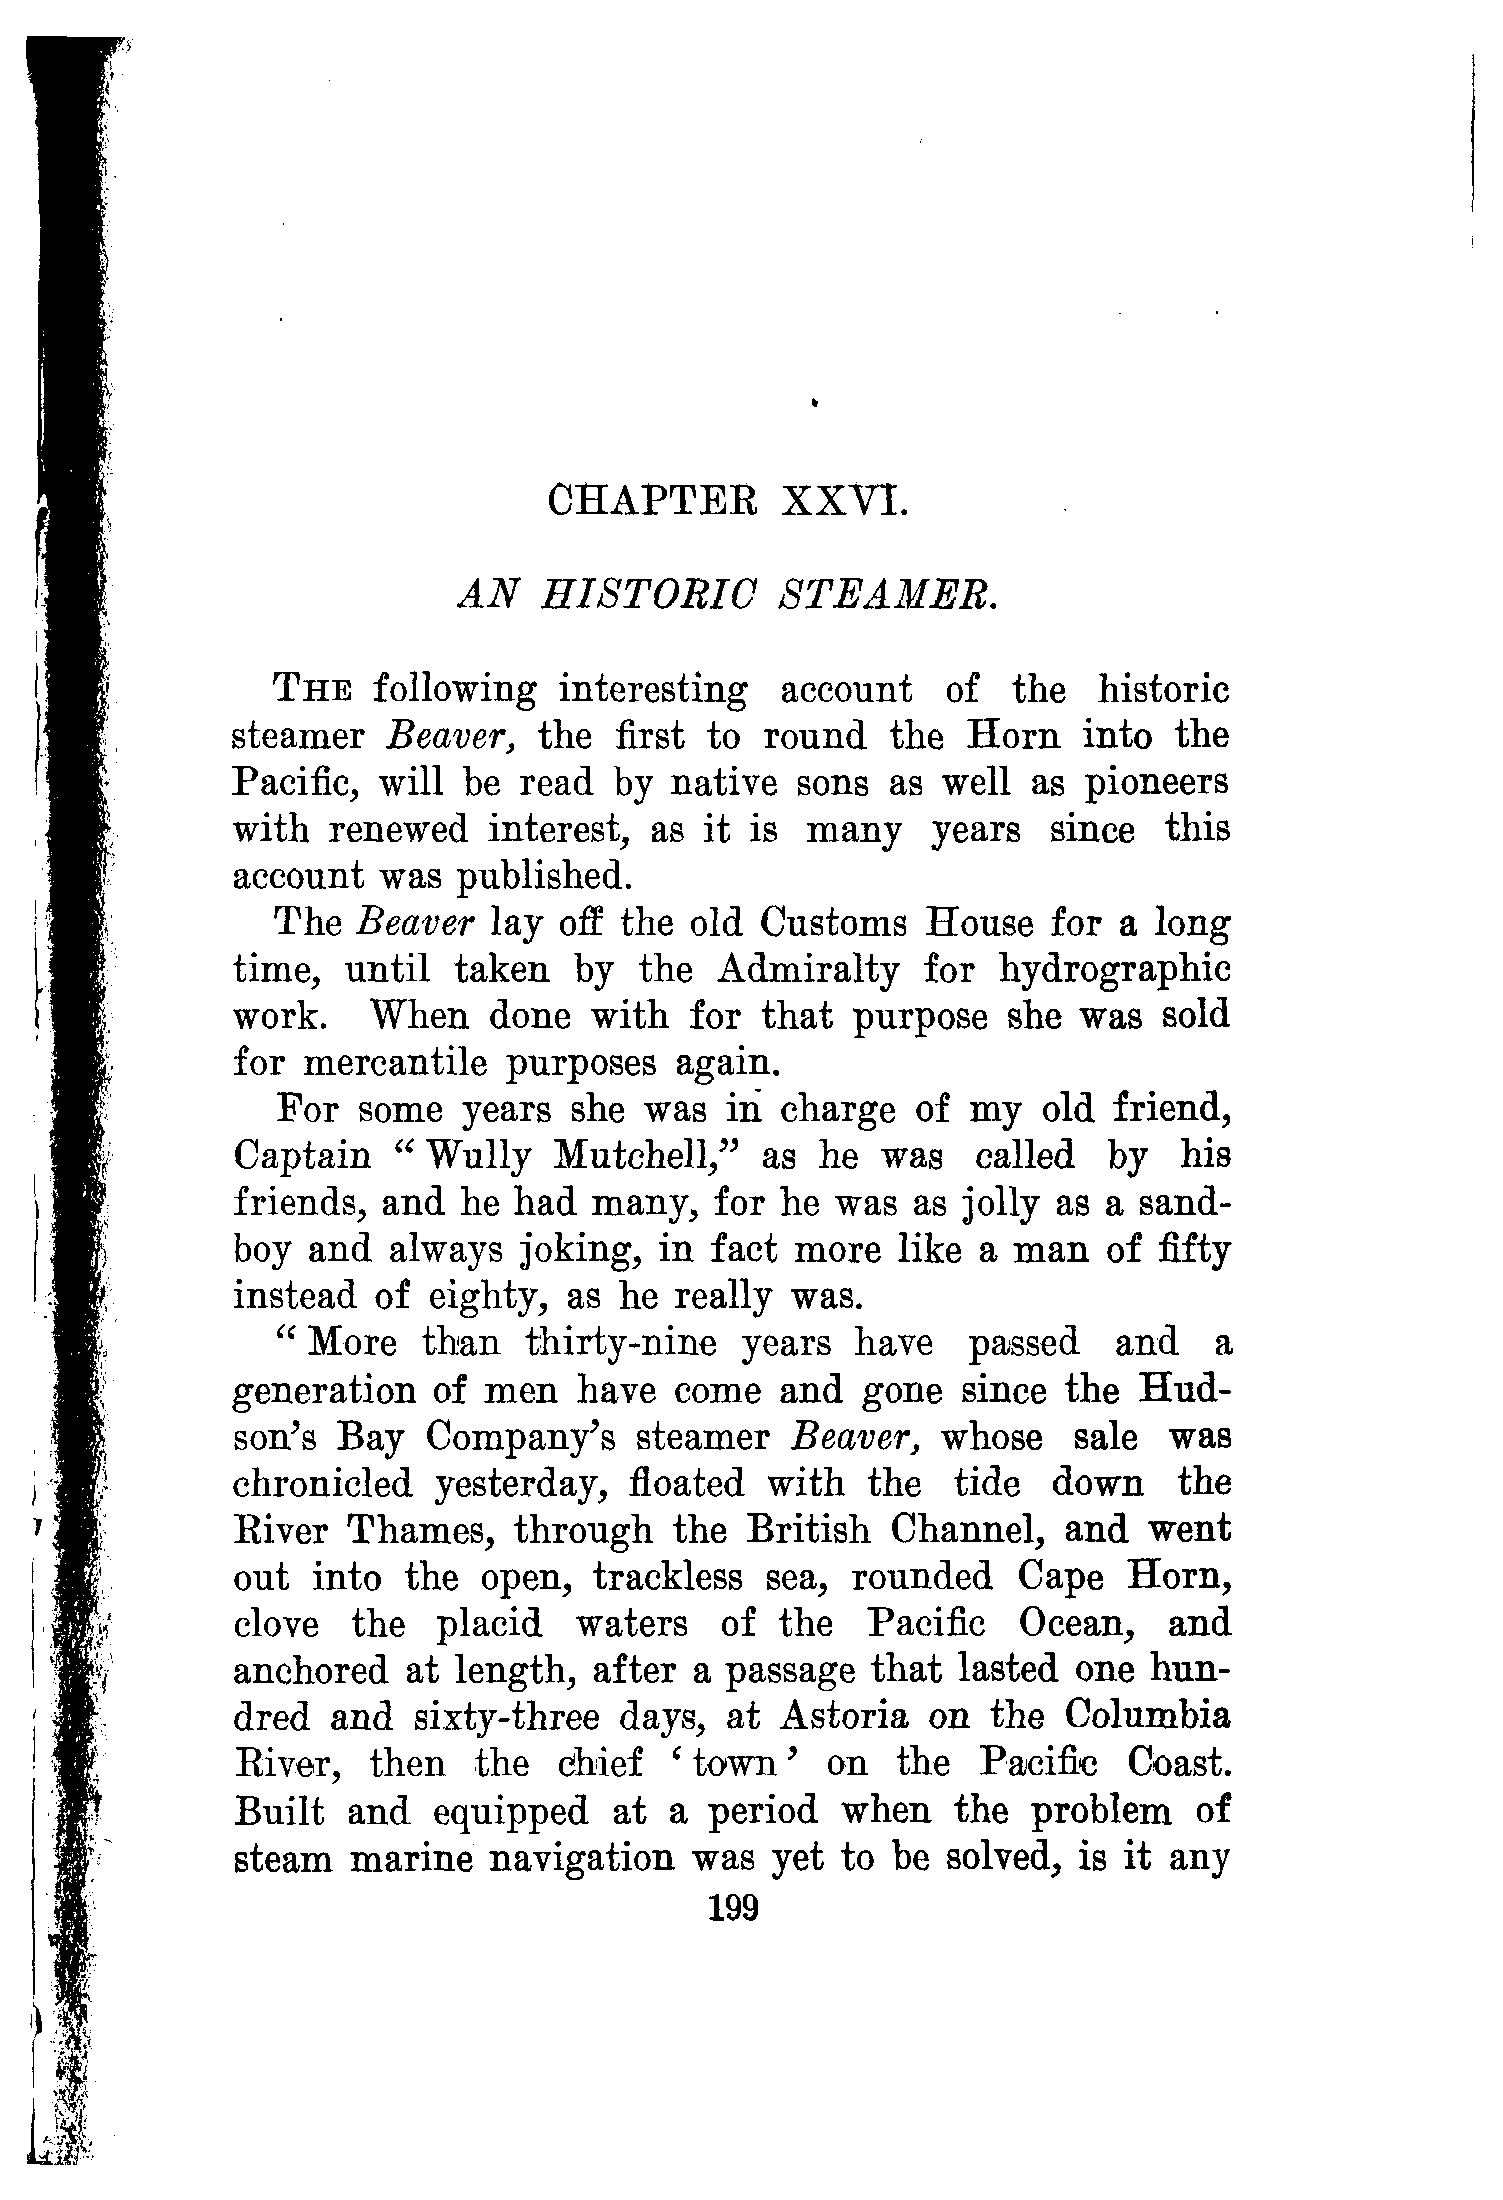 CHAPTER XXVI.
AN HISTORIC STEAMER.
THE following interesting account of the historic
steamer Beaver, the first to round the Horn into the
Pacific, will be read by native sons as well as pioneers
with renewed interest, as it is many years since this
account was published.
The Beaver lay off the old Customs House for a long
time, until taken by the Admiralty for hydrographic
work. When done with for that purpose she was sold
for mercantile purposes again.
For some years she was in charge of my old friend,
Captain “Wully Mutchell,” as he was called by his
friends, and he had many, for he was as jolly as a sand-
boy and always joking, in fact more like a man of fifty
instead of eighty, as he really was.
“More than thirty-nine years have passed and a
generation of men have come and gone since the Hud-
son’s Bay Company’s steamer Beaver, whose sale was
chronicled yesterday, floated with the tide down the
River Thames, through the British Channel, and went
out into the open, trackless sea, rounded Cape Horn,
clove the placid waters of the Pacific Ocean, and
anchored at length, after a passage that lasted one hun-
dred and sixty-three days, at Astoria on the Columbia
River, then the chief ‘town’ on the Pacific Coast.
Built and equipped at a period when the problem of
steam marine navigation was yet to be solved, is it any
199